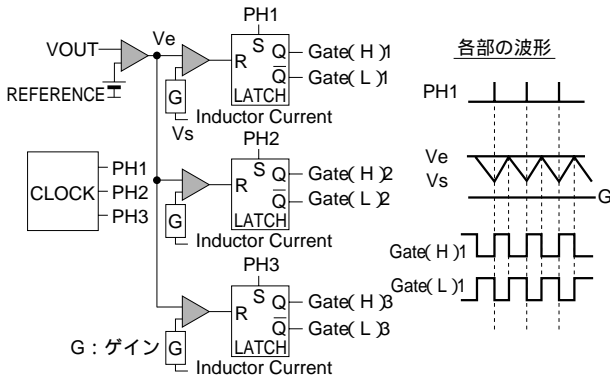 PH1
VOUT
Ve
REFERENCE
S
R
Q
Q
LATCH
Gate(H)1
Gate(L)1
G
Vs
Inductor Current
CLOCK
PH1
PH2
PH3
PH2
S
R
Q
Q
LATCH
Gate(H)2
Gate(L)2
G
Inductor Current
PH3
S
R
Q
Q
LATCH
Gate(H)3
Gate(L)3
G
Inductor Current
G：ゲイン
各部の波形
PH1
Ve
Vs
G
Gate(H)1
Gate(L)1